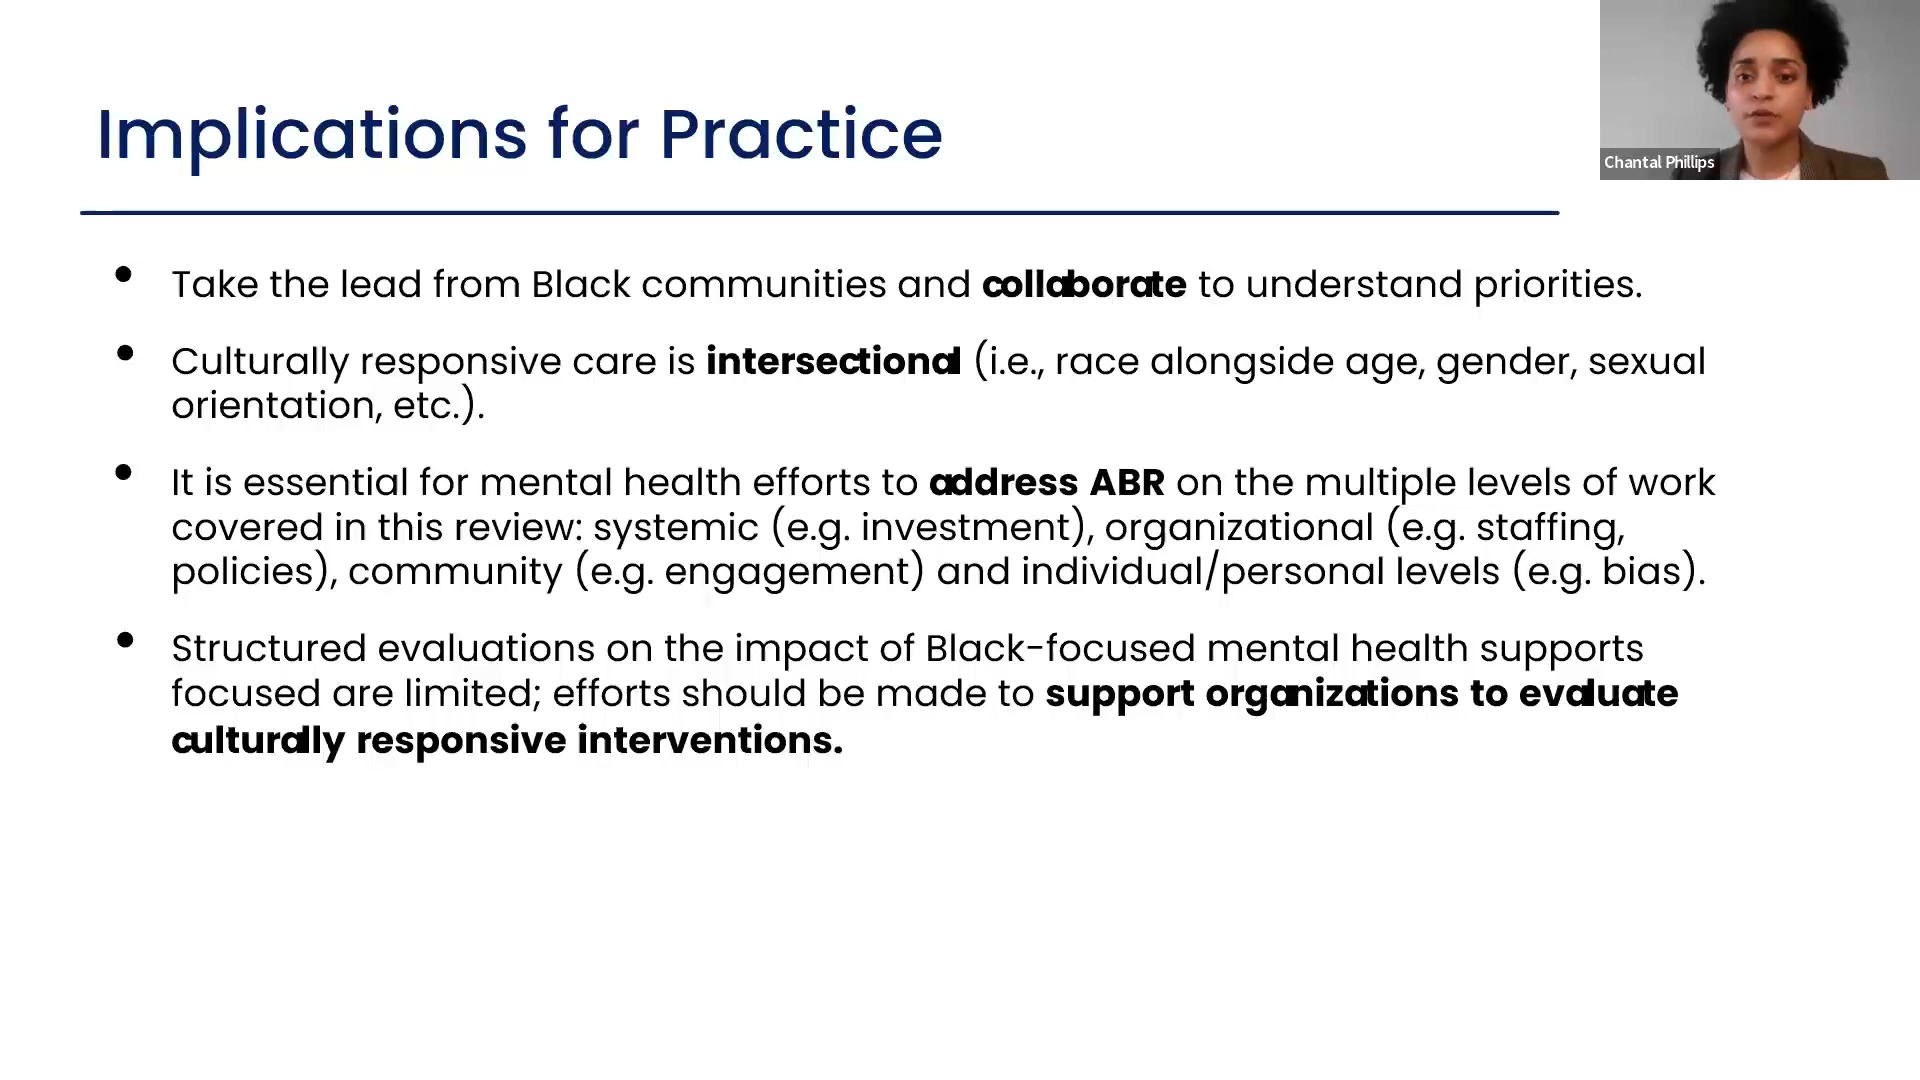 Implications for Practice
Chantal Phillips
• Take the lead from Black communities and collaborate to understand priorities.
• Culturally responsive care is intersectional (i.e., race alongside age, gender, sexual
orientation, etc.).
• It is essential for mental health efforts to address ABR on the multiple levels of work
covered in this review: systemic (e.g. investment), organizational (e.g. staffing,
policies), community (e.g. engagement) and individual/personal levels (e.g. bias).
• Structured evaluations on the impact of Black-focused mental health supports
focused are limited; efforts should be made to support organizations to evaluate
culturally responsive interventions.